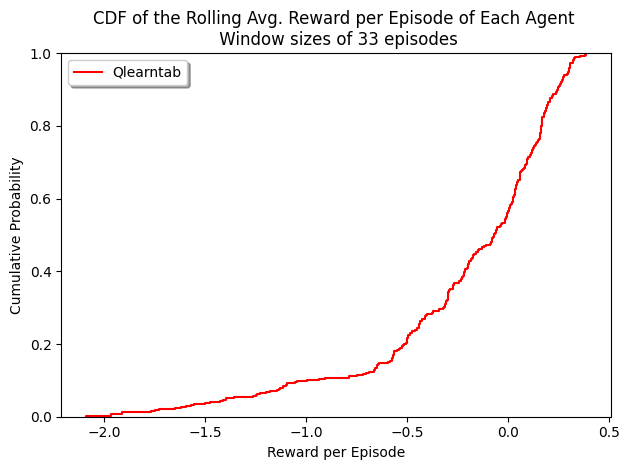 CDF of the Rolling Avg. Reward per Episode of Each Agent
Window sizes of 33 episodes
Qlearntab
1.0
0.8
0.6
0.4
0.2
0.0
Cumulative Probability
−2.0
−1.5
−1.0
−0.5
0.0
0.5
Reward per Episode